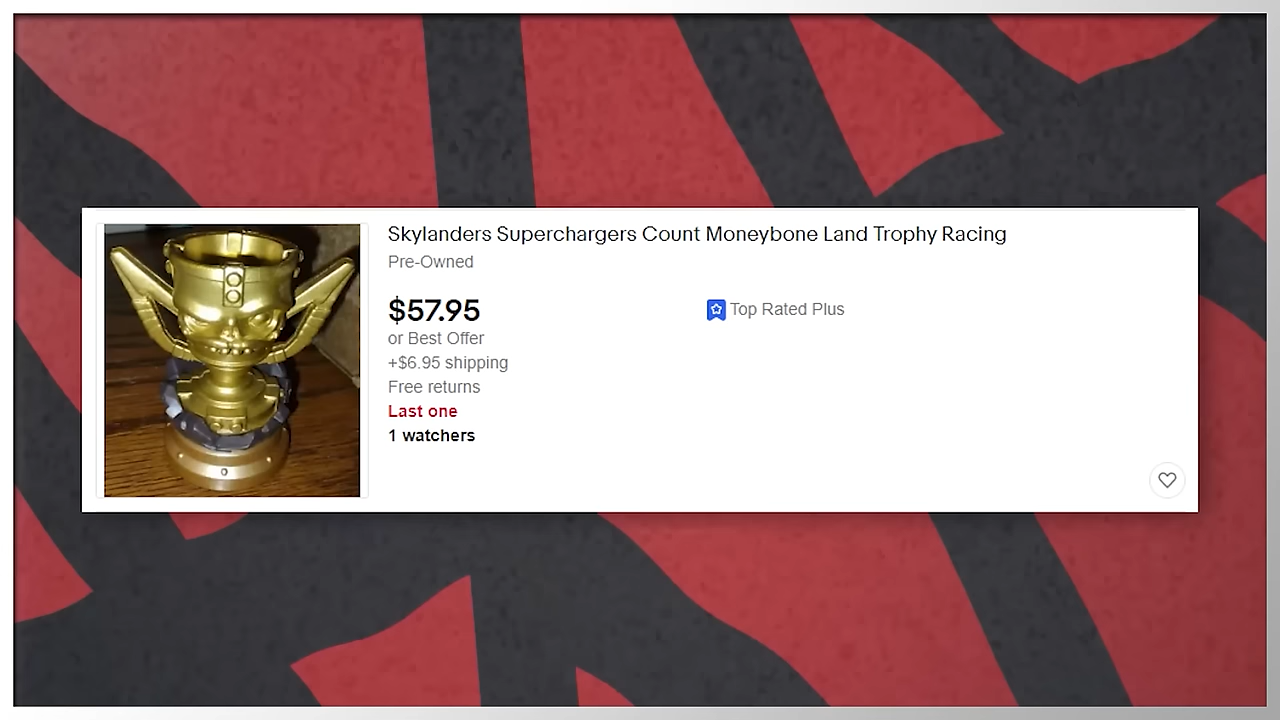 Skylanders Superchargers Count Moneybone Land Trophy Racing
Pre-Owned
$57.95
Top Rated Plus
or Best Offer
+$6.95 shipping
Free returns
Last one
1 watchers